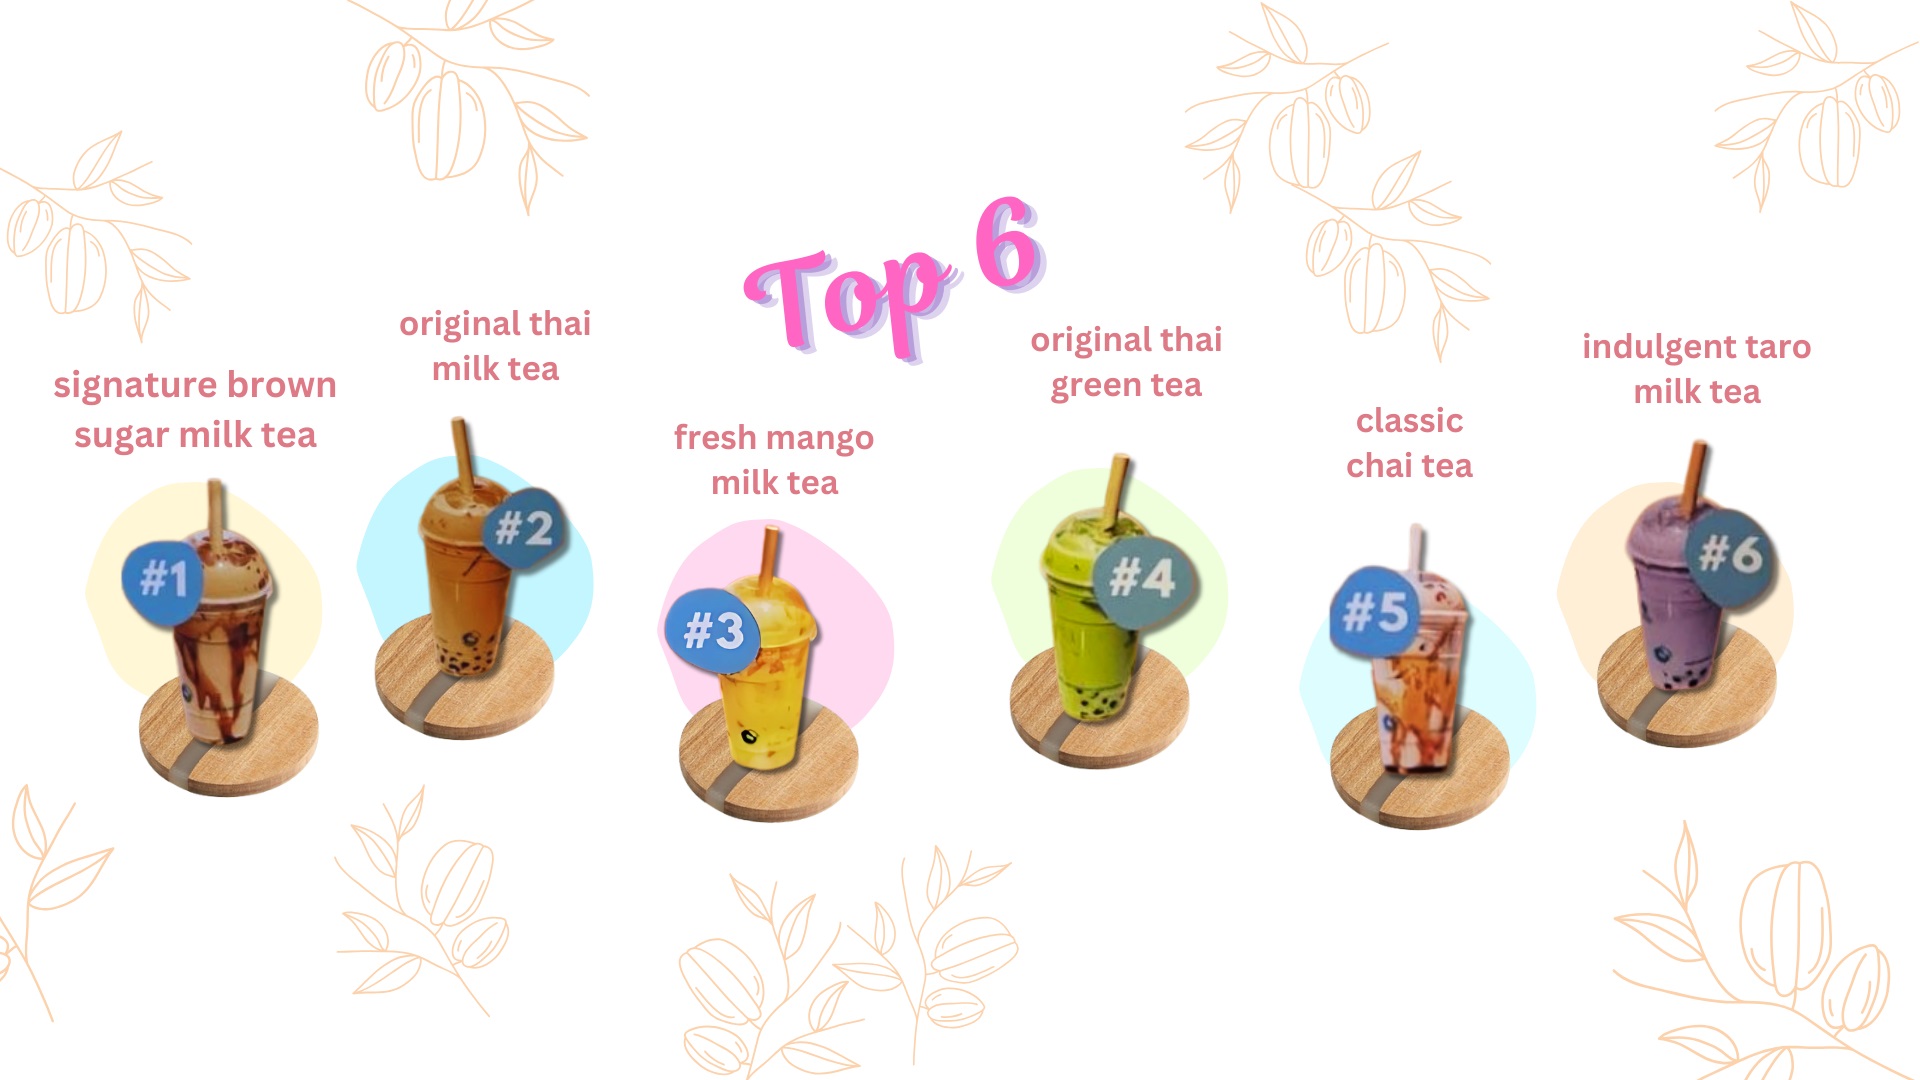 Top 6
signature brown
sugar milk tea
#1
original thai
milk tea
#2
fresh mango
milk tea
#3
original thai
green tea
#4
classic
chai tea
#5
indulgent taro
milk tea
#6